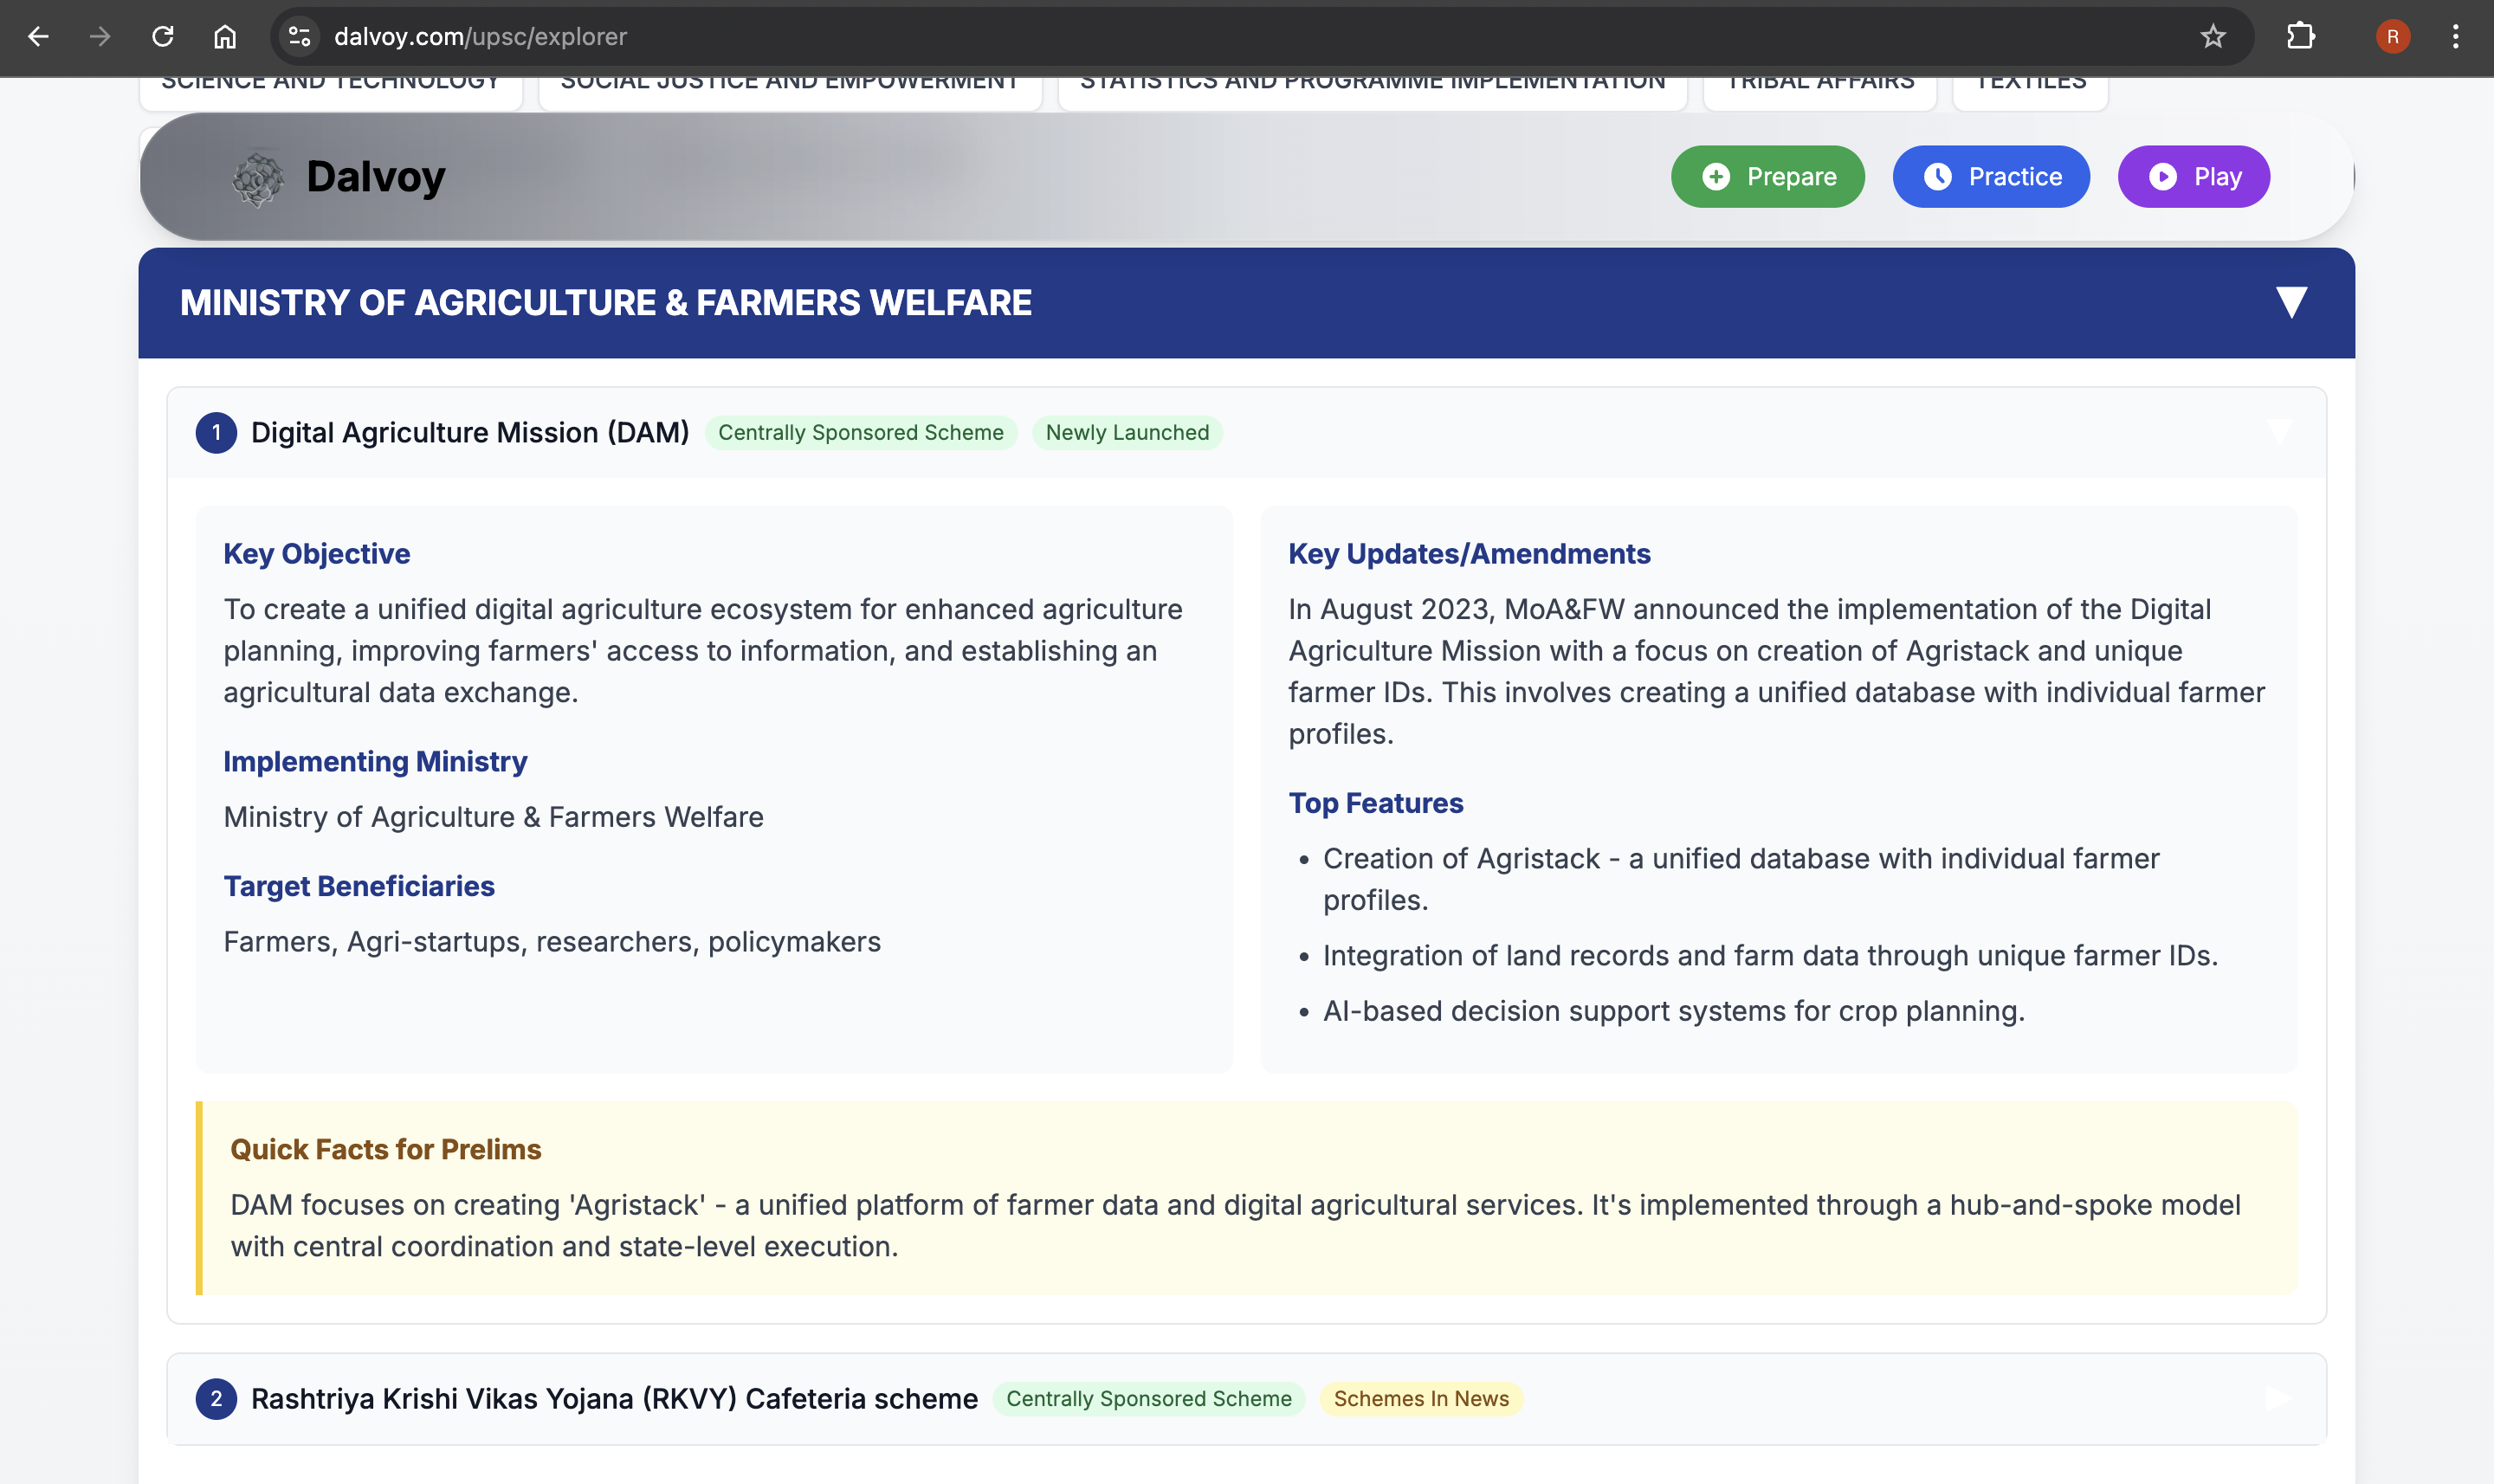 dalvoy.com/upsc/explorer
R
SCIENCE AND TECHNOLOGY
SOCIAL JUSTICE AND EMPOWERMENT
STATISTICS AND PROGRAMME IMPLEMENTATION
TRIBAL AFFAIRS
TEXTILES
Dalvoy
Prepare
Practice
Play
MINISTRY OF AGRICULTURE & FARMERS WELFARE
1 Digital Agriculture Mission (DAM) Centrally Sponsored Scheme Newly Launched
Key Objective
To create a unified digital agriculture ecosystem for enhanced agriculture
planning, improving farmers' access to information, and establishing an
agricultural data exchange.
Implementing Ministry
Ministry of Agriculture & Farmers Welfare
Target Beneficiaries
Farmers, Agri-startups, researchers, policymakers
Key Updates/Amendments
In August 2023, MoA&FW announced the implementation of the Digital
Agriculture Mission with a focus on creation of Agristack and unique
farmer IDs. This involves creating a unified database with individual farmer
profiles.
Top Features
• Creation of Agristack - a unified database with individual farmer
profiles.
• Integration of land records and farm data through unique farmer IDs.
• AI-based decision support systems for crop planning.
Quick Facts for Prelims
DAM focuses on creating 'Agristack' - a unified platform of farmer data and digital agricultural services. It's implemented through a hub-and-spoke model
with central coordination and state-level execution.
2 Rashtriya Krishi Vikas Yojana (RKVY) Cafeteria scheme Centrally Sponsored Scheme Schemes In News